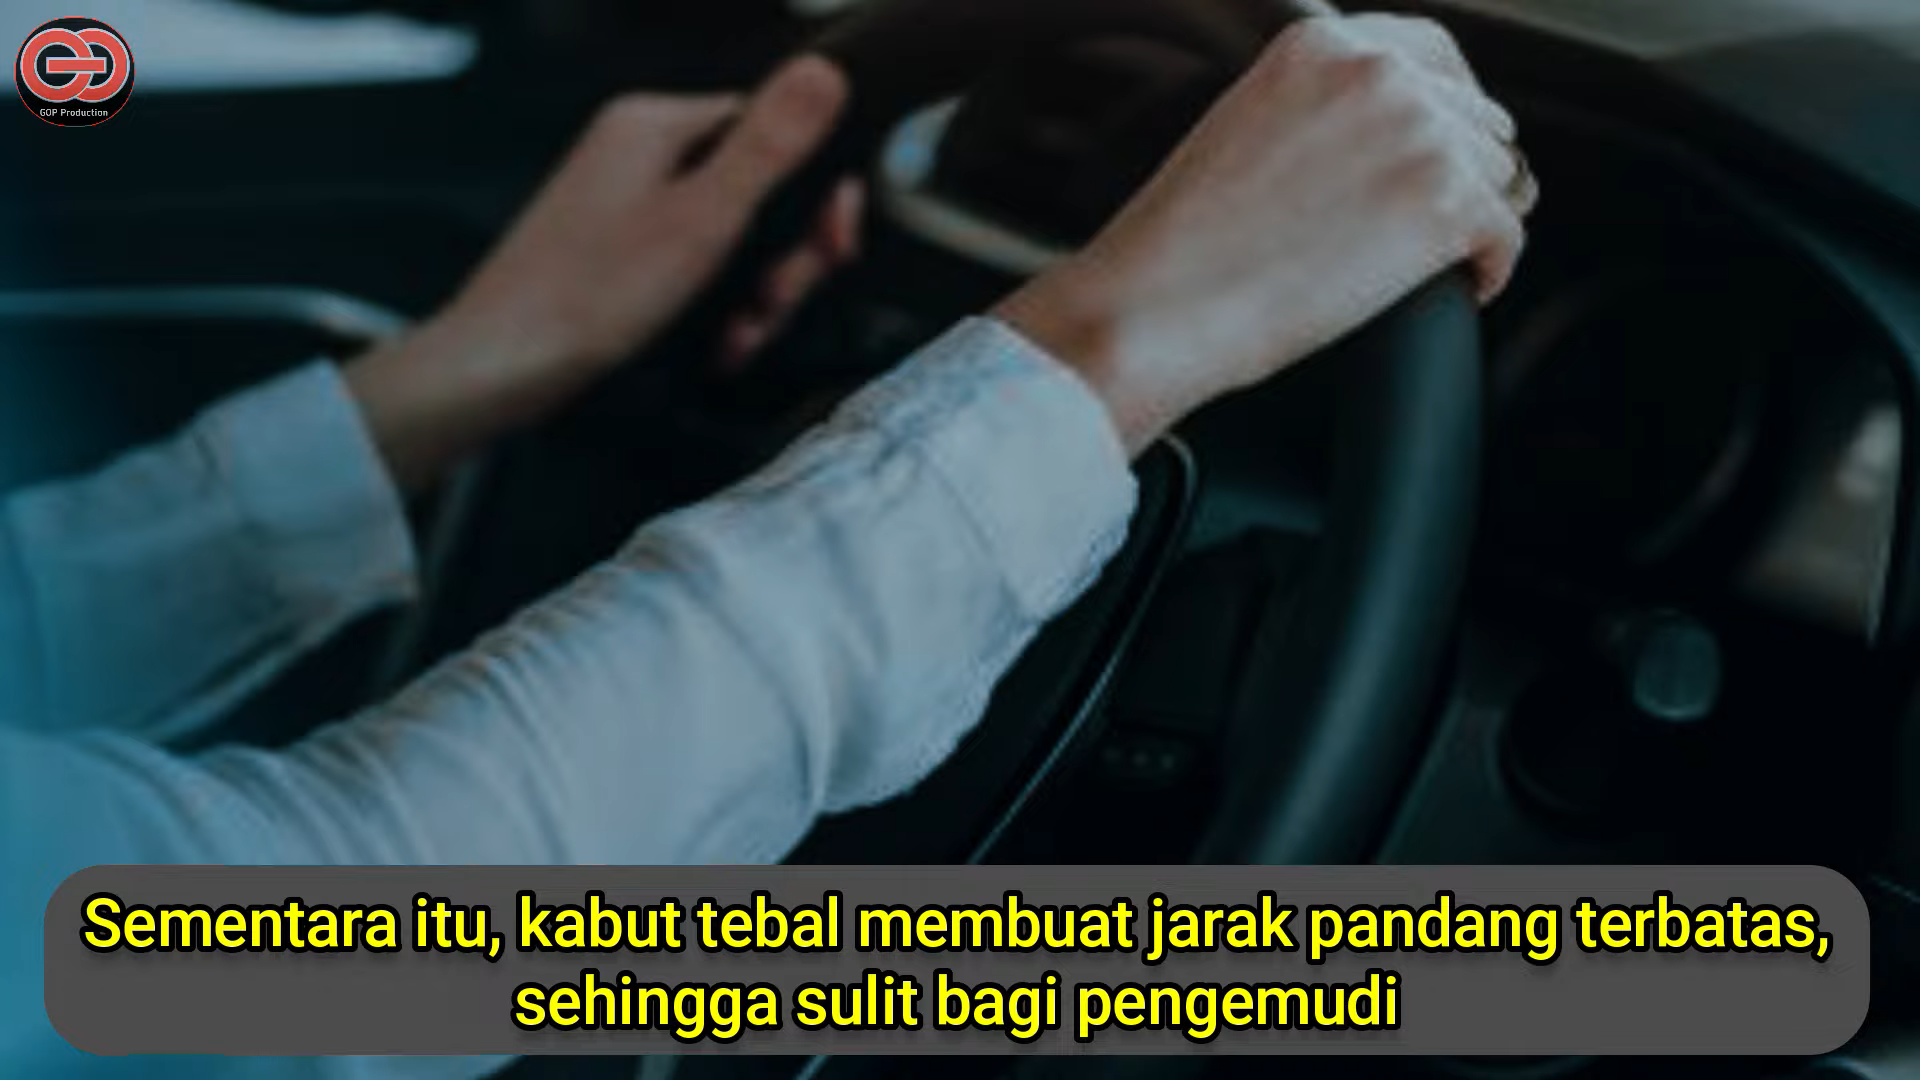 GOP Production
Sementara itu, kabut tebal membuat jarak pandang terbatas,
sehingga sulit bagi pengemudi